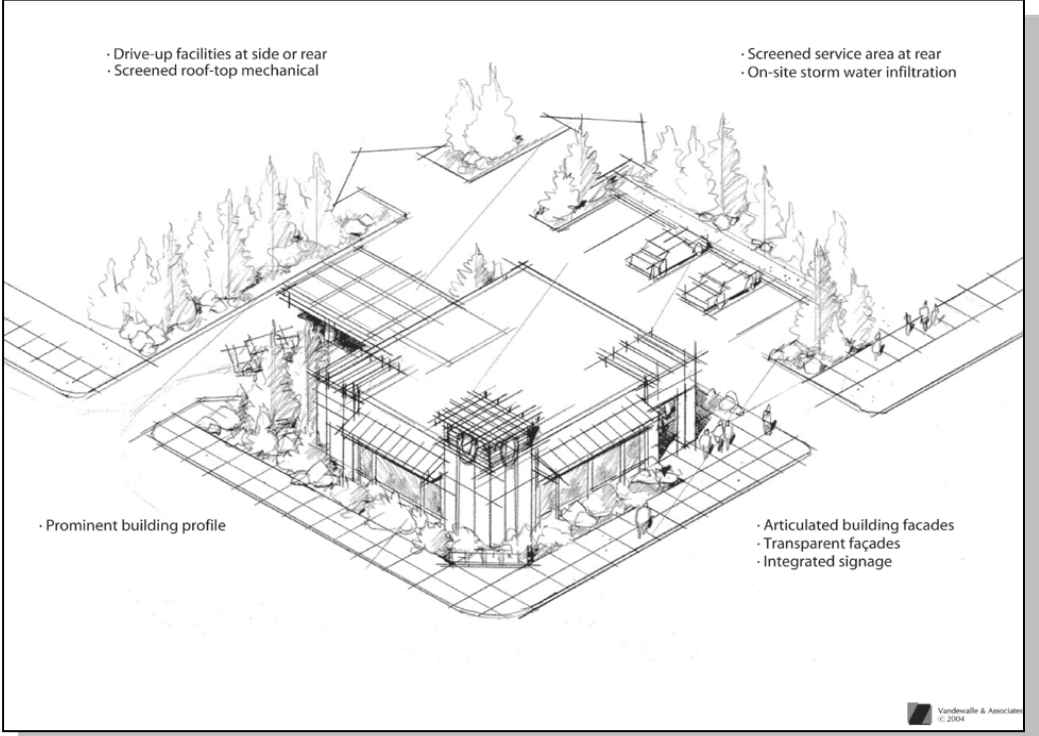 · Drive-up facilities at side or rear
· Screened roof-top mechanical
· Screened service area at rear
· On-site storm water infiltration
· Prominent building profile
· Articulated building facades
· Transparent façades
· Integrated signage
Vandewalle & Associates
© 2004